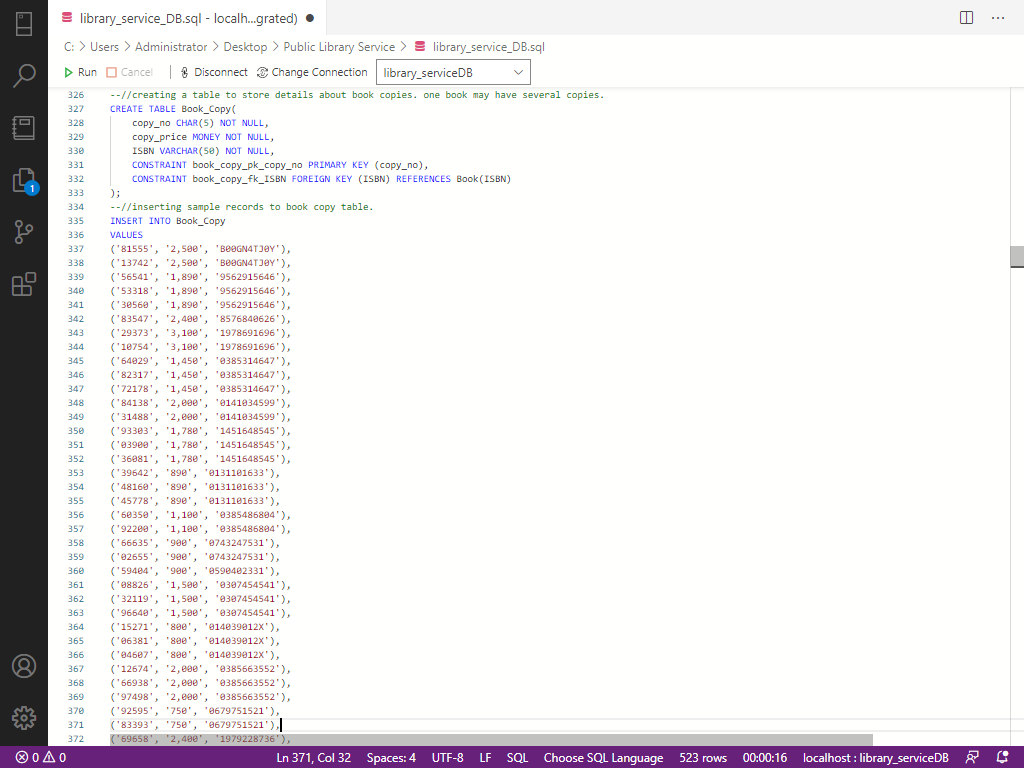 library_service_DB.sql - localh...grated) ●
C: > Users > Administrator > Desktop > Public Library Service > library_service_DB.sql
Run Cancel Disconnect Change Connection library_serviceDB
326 --//creating a table to store details about book copies. one book may have several copies.
327 CREATE TABLE Book_Copy(
328 copy_no CHAR(5) NOT NULL,
329 copy_price MONEY NOT NULL,
330 ISBN VARCHAR(50) NOT NULL,
331 CONSTRAINT book_copy_pk_copy_no PRIMARY KEY (copy_no),
332 CONSTRAINT book_copy_fk_ISBN FOREIGN KEY (ISBN) REFERENCES Book(ISBN)
333 );
334 --//inserting sample records to book copy table.
335 INSERT INTO Book_Copy
336 VALUES
337 ('81555', '2,500', 'B00GN4TJ0Y'),
338 ('13742', '2,500', 'B00GN4TJ0Y'),
339 ('56541', '1,890', '9562915646'),
340 ('53318', '1,890', '9562915646'),
341 ('30560', '1,890', '9562915646'),
342 ('83547', '2,400', '8576840626'),
343 ('29373', '3,100', '1978691696'),
344 ('10754', '3,100', '1978691696'),
345 ('64029', '1,450', '0385314647'),
346 ('82317', '1,450', '0385314647'),
347 ('72178', '1,450', '0385314647'),
348 ('84138', '2,000', '0141034599'),
349 ('31488', '2,000', '0141034599'),
350 ('93303', '1,780', '1451648545'),
351 ('03900', '1,780', '1451648545'),
352 ('36081', '1,780', '1451648545'),
353 ('39642', '890', '0131101633'),
354 ('48160', '890', '0131101633'),
355 ('45778', '890', '0131101633'),
356 ('60350', '1,100', '0385486804'),
357 ('92200', '1,100', '0385486804'),
358 ('66635', '900', '0743247531'),
359 ('02655', '900', '0743247531'),
360 ('59404', '900', '0590402331'),
361 ('08826', '1,500', '0307454541'),
362 ('32119', '1,500', '0307454541'),
363 ('96640', '1,500', '0307454541'),
364 ('15271', '800', '014039012X'),
365 ('06381', '800', '014039012X'),
366 ('04607', '800', '014039012X'),
367 ('12674', '2,000', '0385663552'),
368 ('66938', '2,000', '0385663552'),
369 ('97498', '2,000', '0385663552'),
370 ('92595', '750', '0679751521'),
371 ('83393', '750', '0679751521'),
372 ('69658', '2,400', '1979228736'),
1
0 0 Ln 371, Col 32 Spaces: 4 UTF-8 LF SQL Choose SQL Language 523 rows 00:00:16 localhost : library_serviceDB